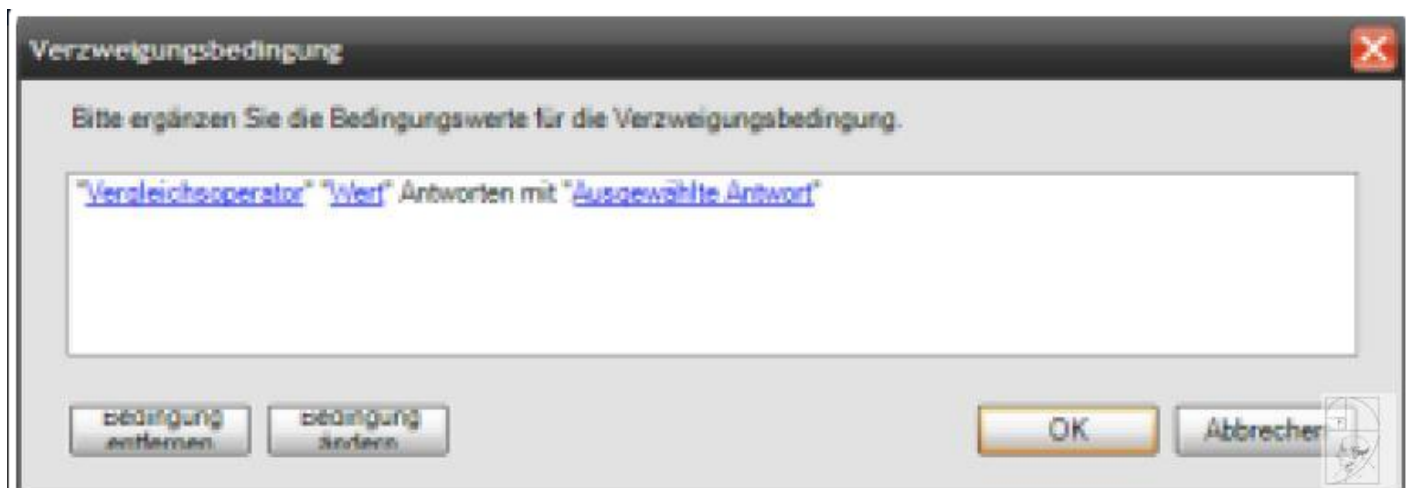 Verzweigungsbedingung
Bitte ergänzen Sie die Bedingungswerte für die Verzweigungsbedingung.
"Vergleichsoperator" "Wert" Antworten mit "Ausgewählte Antwort"
Bedingung
entfernen
Bedingung
ändern
OK
Abbrechen